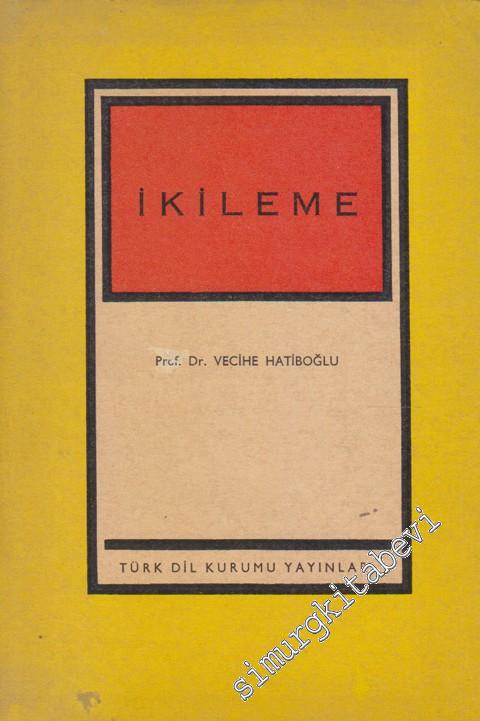 İKİLEME
Prof. Dr. VECİHE HATİBOĞLU
TÜRK DİL KURUMU YAYINLA
simurgkitabevi